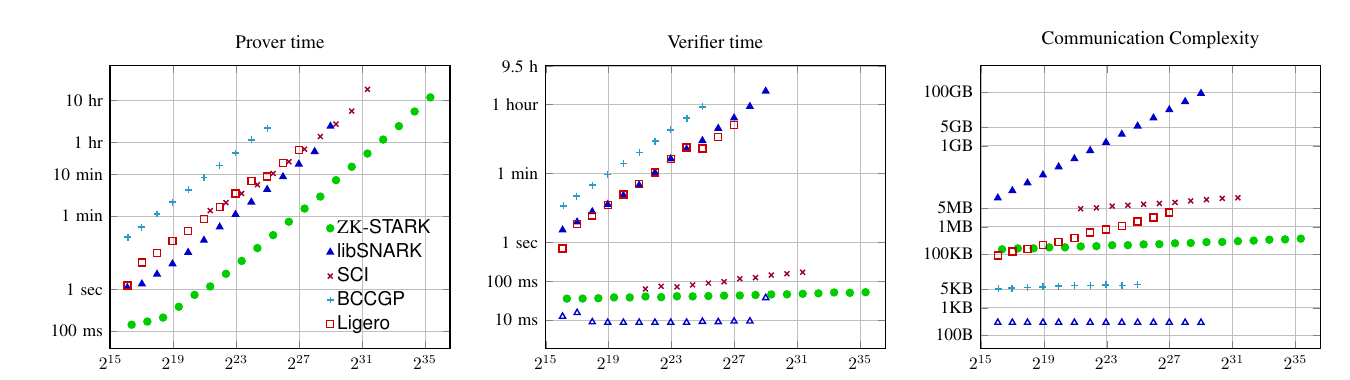 Prover time
10 hr
1 hr
10 min
1 min
1 sec
100 ms
2^15 2^19 2^23 2^27 2^31 2^35
ZK-STARK
libSNARK
SCI
BCCGP
Ligero
Verifier time
9.5 h
1 hour
1 min
1 sec
100 ms
10 ms
2^15 2^19 2^23 2^27 2^31 2^35
Communication Complexity
100GB
5GB
1GB
5MB
1MB
100KB
5KB
1KB
100B
2^15 2^19 2^23 2^27 2^31 2^35